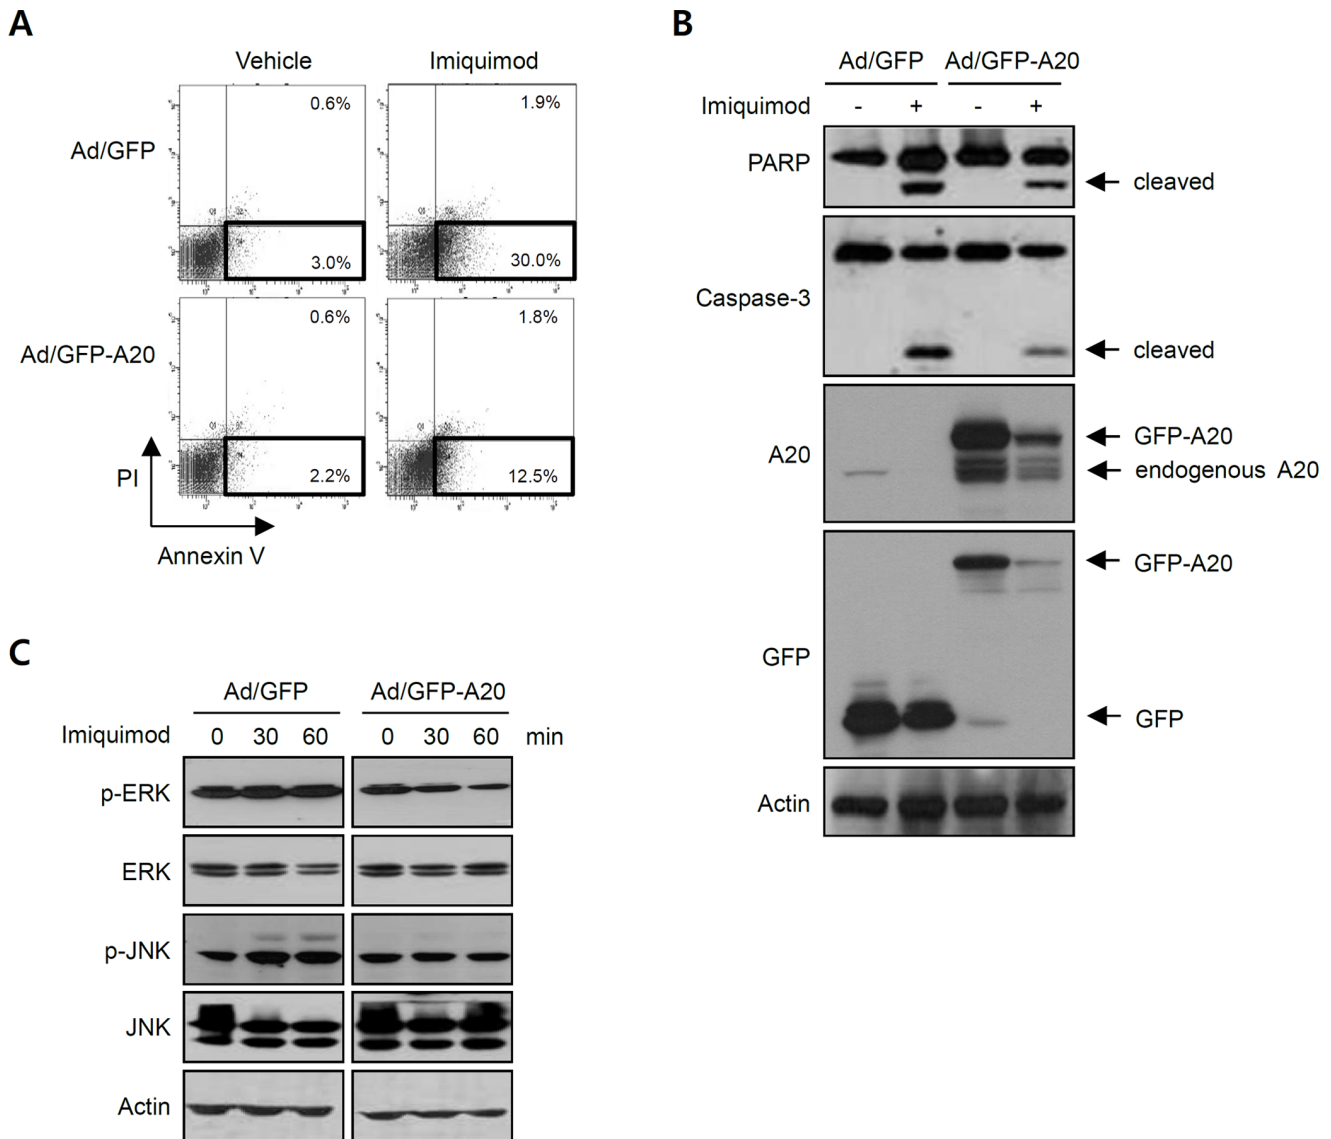 A
Vehicle Imiquimod
Ad/GFP
0.6%
3.0%
1.9%
30.0%
Ad/GFP-A20
0.6%
2.2%
1.8%
12.5%
PI
Annexin V
B
Ad/GFP Ad/GFP-A20
Imiquimod - + - +
PARP
cleaved
Caspase-3
cleaved
A20
GFP-A20
endogenous A20
GFP
GFP-A20
GFP
Actin
C
Ad/GFP Ad/GFP-A20
Imiquimod 0 30 60 0 30 60 min
p-ERK
ERK
p-JNK
JNK
Actin